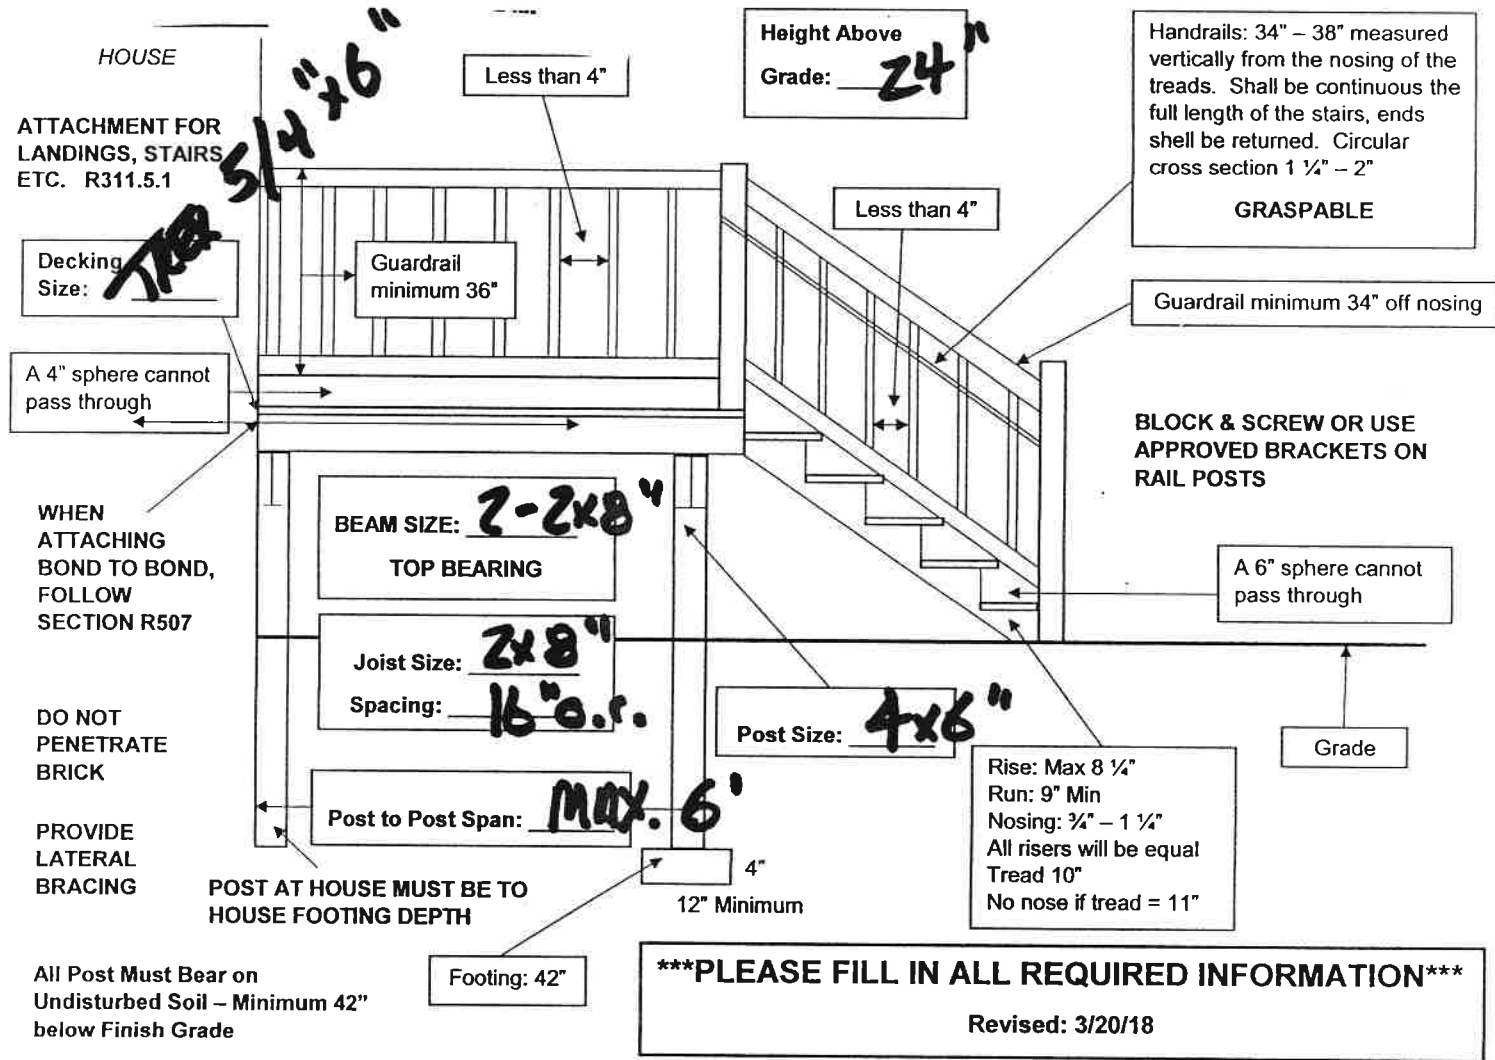 HOUSE
ATTACHMENT FOR
LANDINGS, STAIRS
ETC. R311.5.1
5/4"x6"
Decking
Size: TREX
Less than 4"
Height Above
Grade: 24"
Handrails: 34" – 38" measured
vertically from the nosing of the
treads. Shall be continuous the
full length of the stairs, ends
shell be returned. Circular
cross section 1 ¼" – 2"
GRASPABLE
Guardrail
minimum 36"
Less than 4"
Guardrail minimum 34" off nosing
A 4" sphere cannot
pass through
BLOCK & SCREW OR USE
APPROVED BRACKETS ON
RAIL POSTS
WHEN
ATTACHING
BOND TO BOND,
FOLLOW
SECTION R507
BEAM SIZE: 2-2x8"
TOP BEARING
A 6" sphere cannot
pass through
Joist Size: 2x8"
Spacing: 16" o.c.
DO NOT
PENETRATE
BRICK
Post Size: 4x6"
Grade
Rise: Max 8 ¼"
Run: 9" Min
Nosing: ¾" – 1 ¼"
All risers will be equal
Tread 10"
No nose if tread = 11"
Post to Post Span: MAX. 6'
PROVIDE
LATERAL
BRACING
POST AT HOUSE MUST BE TO
HOUSE FOOTING DEPTH
4"
12" Minimum
Footing: 42"
All Post Must Bear on
Undisturbed Soil – Minimum 42"
below Finish Grade
***PLEASE FILL IN ALL REQUIRED INFORMATION***
Revised: 3/20/18